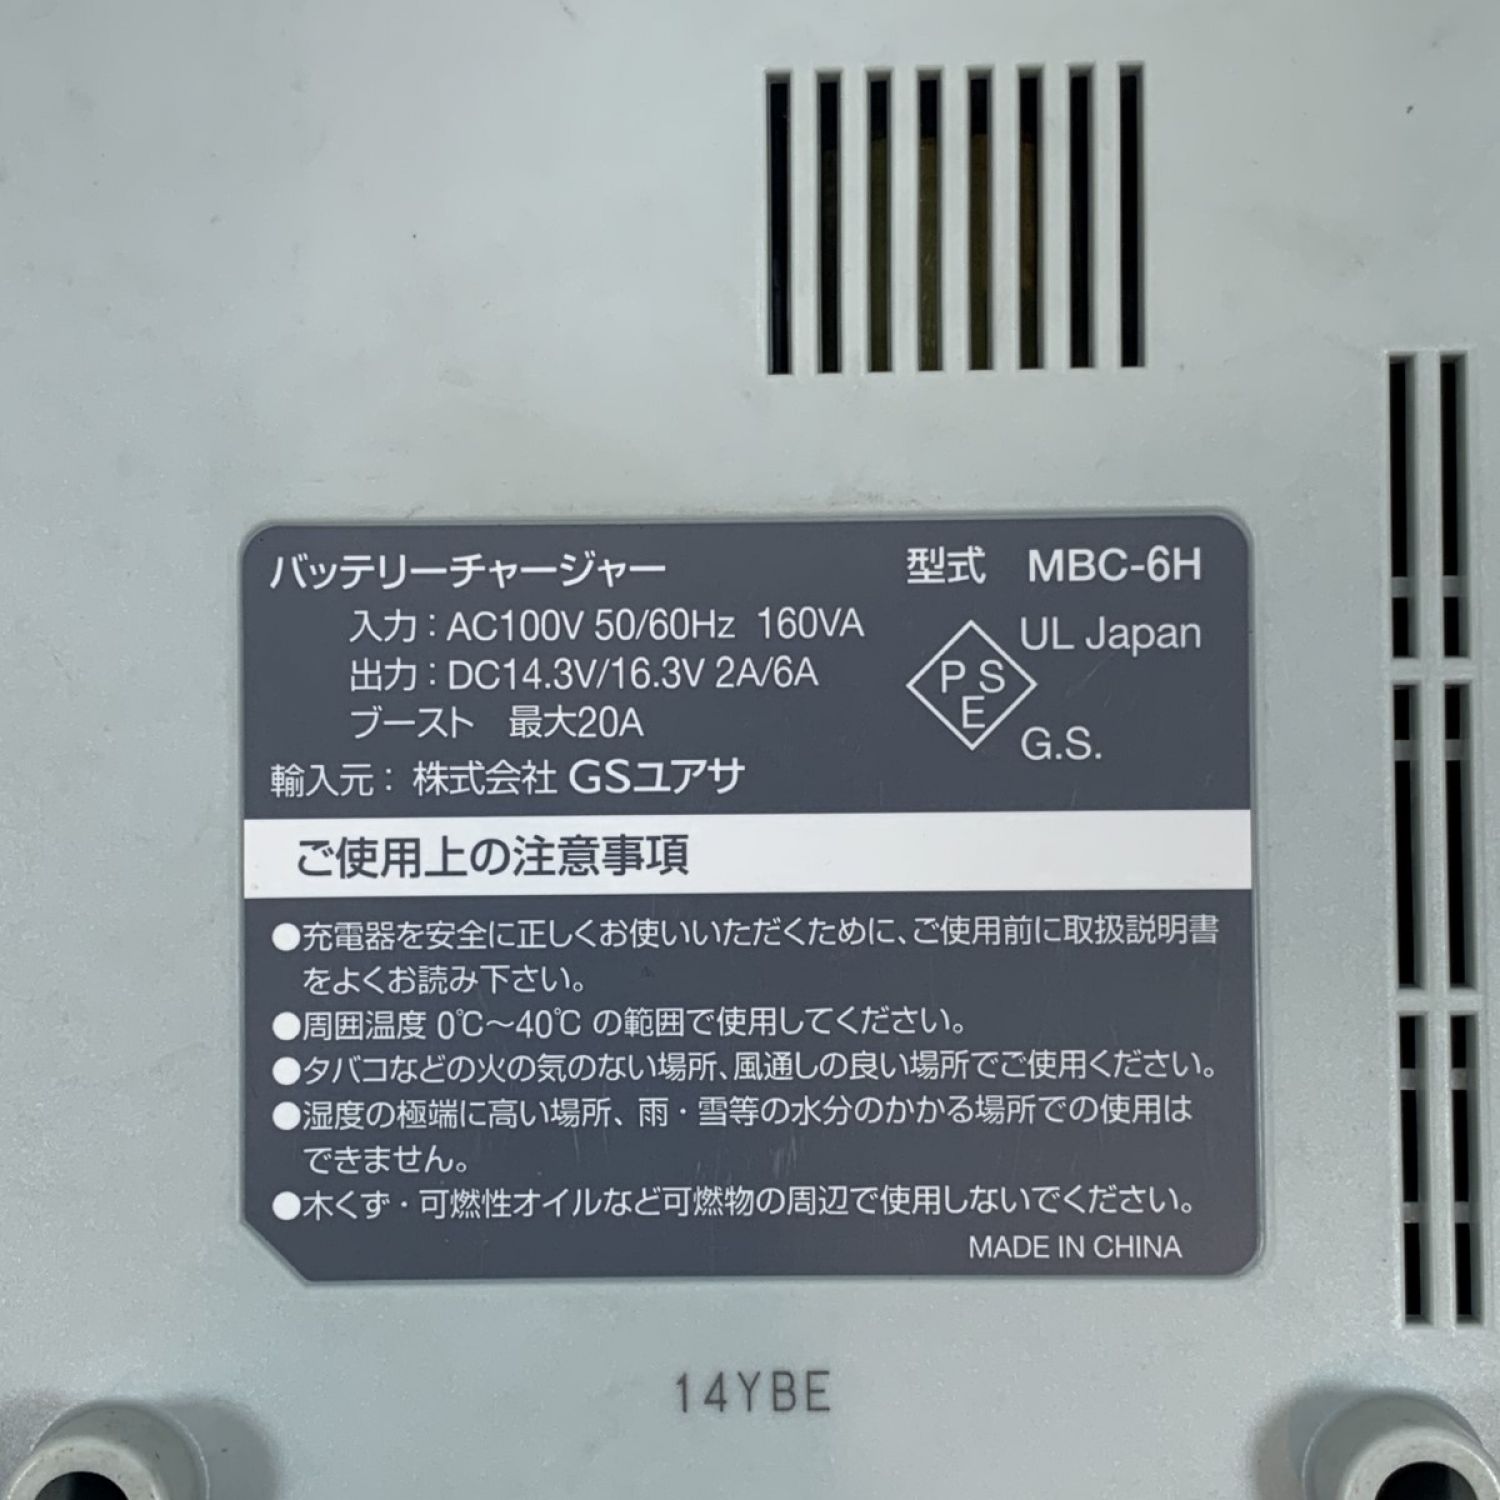 バッテリーチャージャー 型式 MBC-6H
入力：AC100V 50/60Hz 160VA
出力：DC14.3V/16.3V 2A/6A
ブースト 最大20A
UL Japan
PSE
G.S.
輸入元： 株式会社 GSユアサ
ご使用上の注意事項
●充電器を安全に正しくお使いいただくために、ご使用前に取扱説明書
をよくお読み下さい。
●周囲温度 0℃～40℃ の範囲で使用してください。
●タバコなどの火の気のない場所、風通しの良い場所でご使用ください。
●湿度の極端に高い場所、雨・雪等の水分のかかる場所での使用は
できません。
●木くず・可燃性オイルなど可燃物の周辺で使用しないでください。
MADE IN CHINA
14YBE